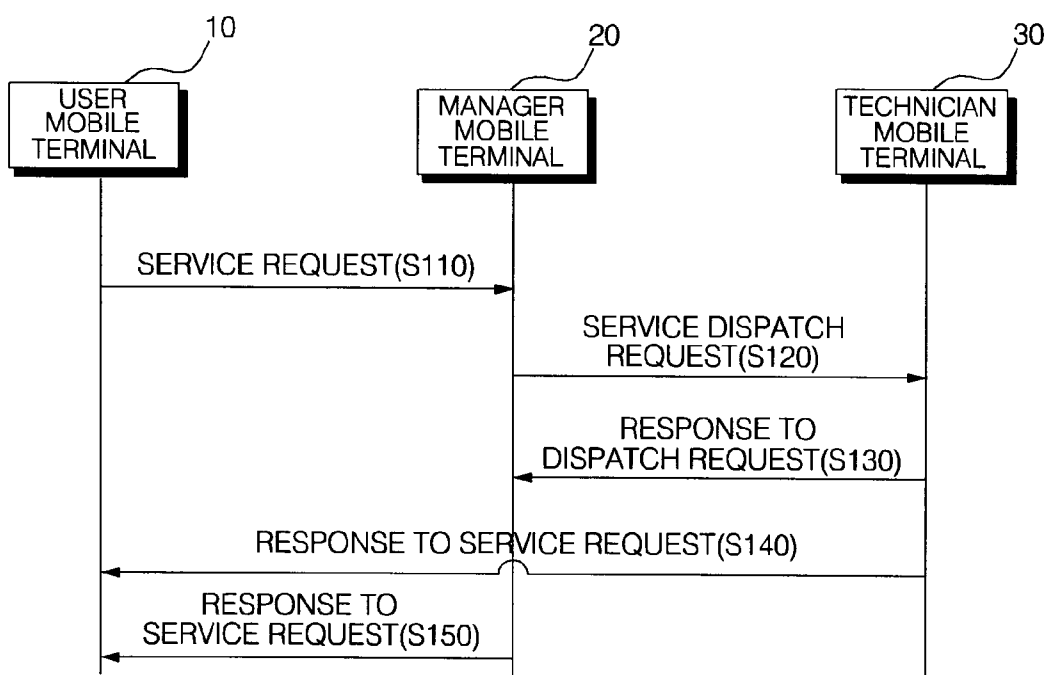 10
20
30
USER
MOBILE
TERMINAL
MANAGER
MOBILE
TERMINAL
TECHNICIAN
MOBILE
TERMINAL
SERVICE REQUEST(S110)
SERVICE DISPATCH
REQUEST(S120)
RESPONSE TO
DISPATCH REQUEST(S130)
RESPONSE TO SERVICE REQUEST(S140)
RESPONSE TO
SERVICE REQUEST(S150)